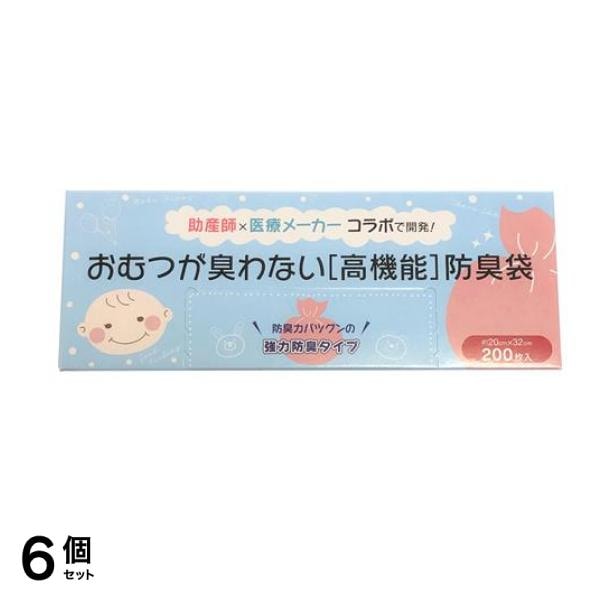 助産師×医療メーカー コラボで開発!
おむつが臭わない[高機能]防臭袋
防臭力バツグンの
強力防臭タイプ
約20cm×32cm
200枚入
6個
セット